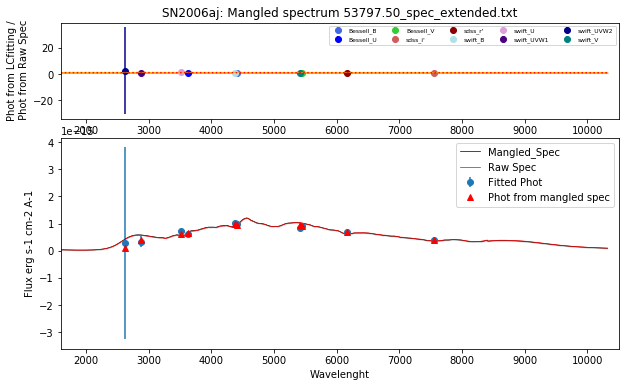 SN2006aj: Mangled spectrum 53797.50_spec_extended.txt
Phot from LCfitting /
Phot from Raw Spec
20
0
−20
Bessell_B
Bessell_U
Bessell_V
sdss_i'
sdss_r'
swift_B
swift_U
swift_UVW1
swift_UVW2
swift_V
2000 3000 4000 5000 6000 7000 8000 9000 10000
1e−15
Flux erg s-1 cm-2 A-1
4
3
2
1
0
−1
−2
−3
Mangled_Spec
Raw Spec
Fitted Phot
Phot from mangled spec
2000 3000 4000 5000 6000 7000 8000 9000 10000
Wavelenght